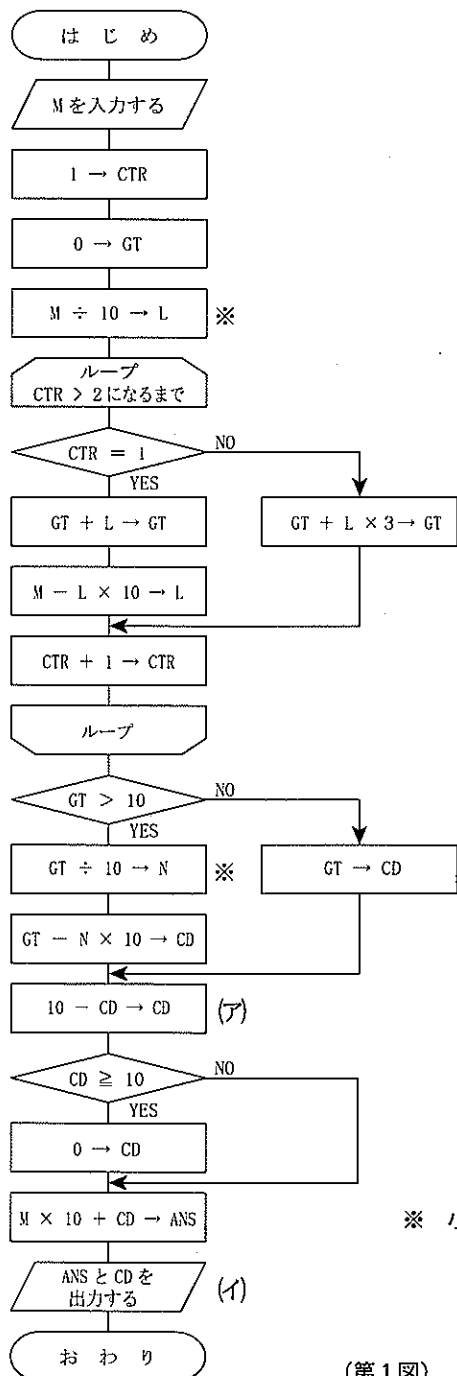 は じ め
Mを入力する
1 → CTR
0 → GT
M ÷ 10 → L ※
ループ
CTR > 2になるまで
CTR = 1 NO
YES
GT + L → GT
GT + L × 3 → GT
M − L × 10 → L
CTR + 1 → CTR
ループ
GT > 10 NO
YES
GT ÷ 10 → N ※
GT → CD
GT − N × 10 → CD
10 − CD → CD (ア)
CD ≧ 10 NO
YES
0 → CD
M × 10 + CD → ANS
※
ANSとCDを
出力する (イ)
お わ り
(第1図)